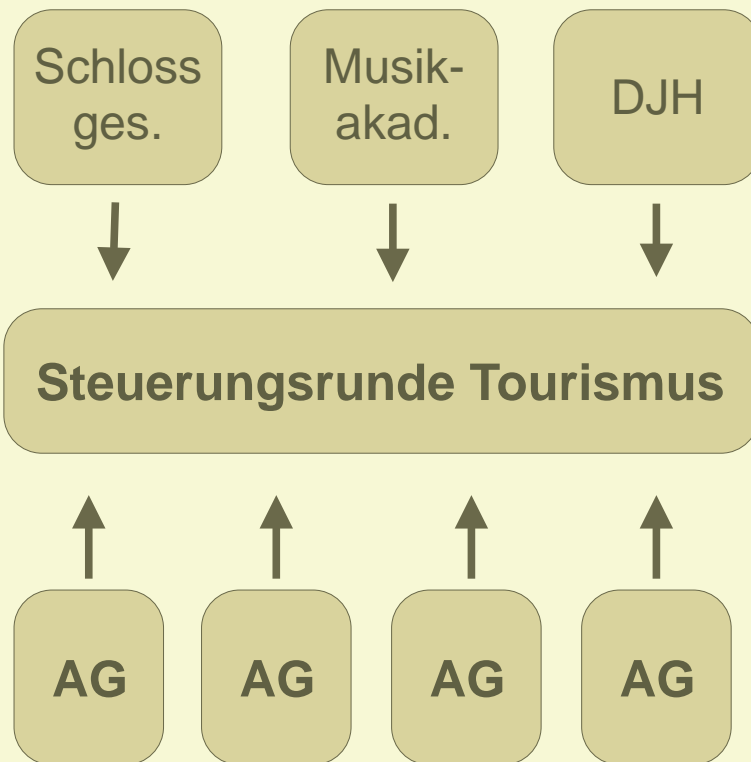 Schloss
ges.
Musik-
akad.
DJH
Steuerungsrunde Tourismus
AG
AG
AG
AG